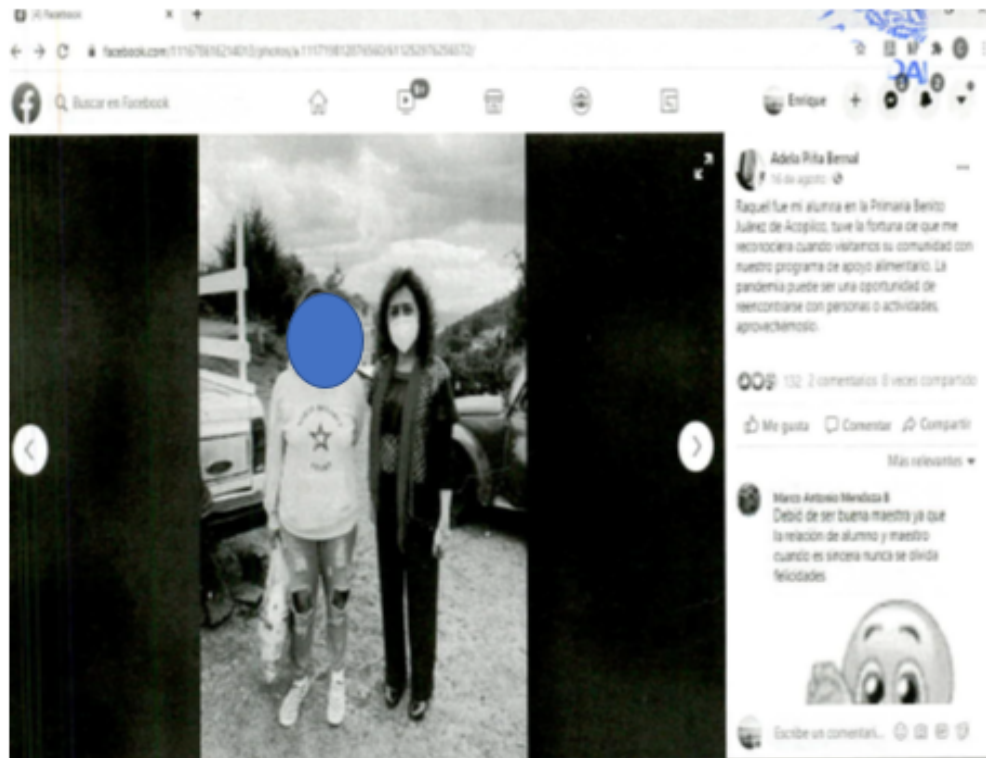 Facebook
Buscar en Facebook
Enrique
Adela Piña Bernal
16 de agosto
Raquel fue mi alumna en la Primaria Benito
Juárez de Acopilco, tuve la fortuna de que me
reconociera cuando visitamos su comunidad con
nuestro programa de apoyo alimentario. La
pandemia puede ser una oportunidad de
reencontrarse con personas o actividades,
aprovechémoslo.
132 2 comentarios 8 veces compartido
Me gusta Comentar Compartir
Más relevantes
Marco Antonio Mendoza B
Debió de ser buena maestra ya que
la relación de alumno y maestro
cuando es sincera nunca se olvida
felicidades
Escribe un comentari...